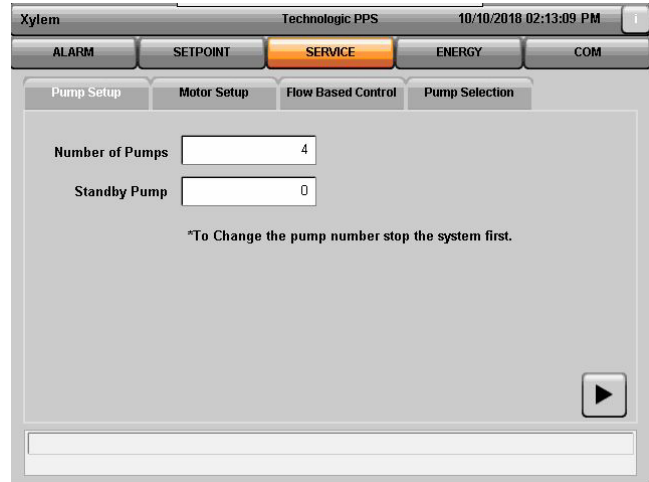 Xylem Technologic PPS 10/10/2018 02:13:09 PM i
ALARM SETPOINT SERVICE ENERGY COM
Pump Setup Motor Setup Flow Based Control Pump Selection
Number of Pumps 4
Standby Pump 0
*To Change the pump number stop the system first.